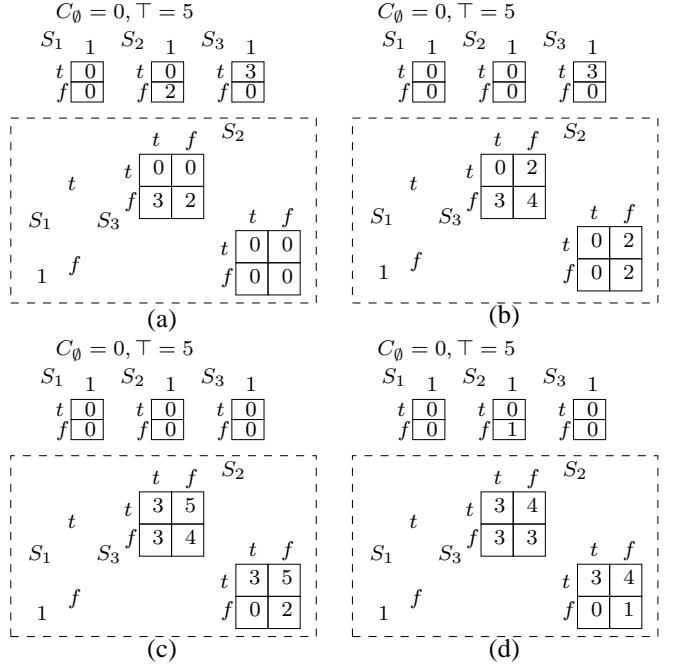 C∅ = 0, ⊤ = 5 C∅ = 0, ⊤ = 5
S1 1 S2 1 S3 1 S1 1 S2 1 S3 1
t 0 t 0 t 3 t 0 t 0 t 3
f 0 f 2 f 0 f 0 f 0 f 0
S2 S2
t f t f
t 0 0 t 0 2
t t
f 3 2 f 3 4
S1 S3 t f S1 S3 t f
t 0 0 t 0 2
f f
1 f 0 0 1 f 0 2
(a) (b)
C∅ = 0, ⊤ = 5 C∅ = 0, ⊤ = 5
S1 1 S2 1 S3 1 S1 1 S2 1 S3 1
t 0 t 0 t 0 t 0 t 0 t 0
f 0 f 0 f 0 f 0 f 1 f 0
S2 S2
t f t f
t 3 5 t 3 4
t t
f 3 4 f 3 3
S1 S3 t f S1 S3 t f
t 3 5 t 3 4
f f
1 f 0 2 1 f 0 1
(c) (d)